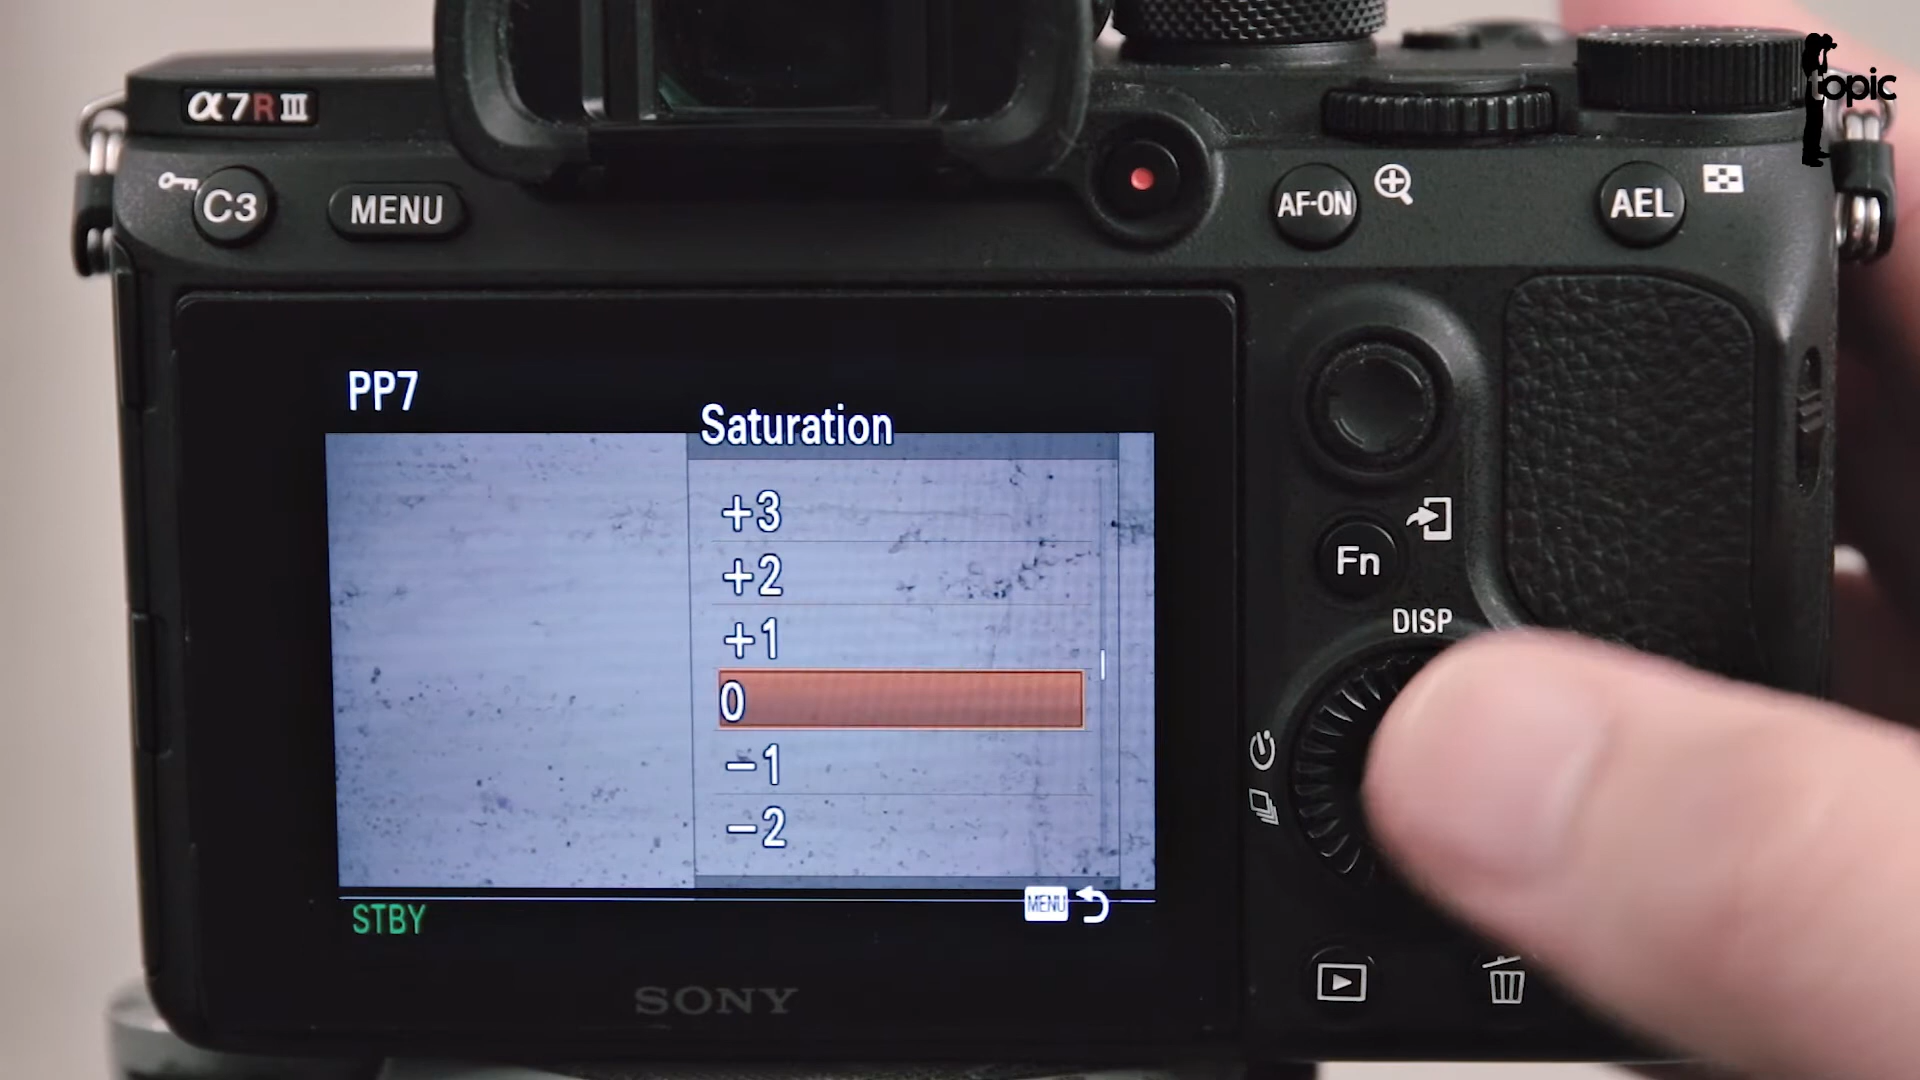 α7RIII
topic
C3
MENU
AF-ON
AEL
PP7
Saturation
+3
+2
+1
0
−1
−2
MENU
STBY
Fn
DISP
SONY